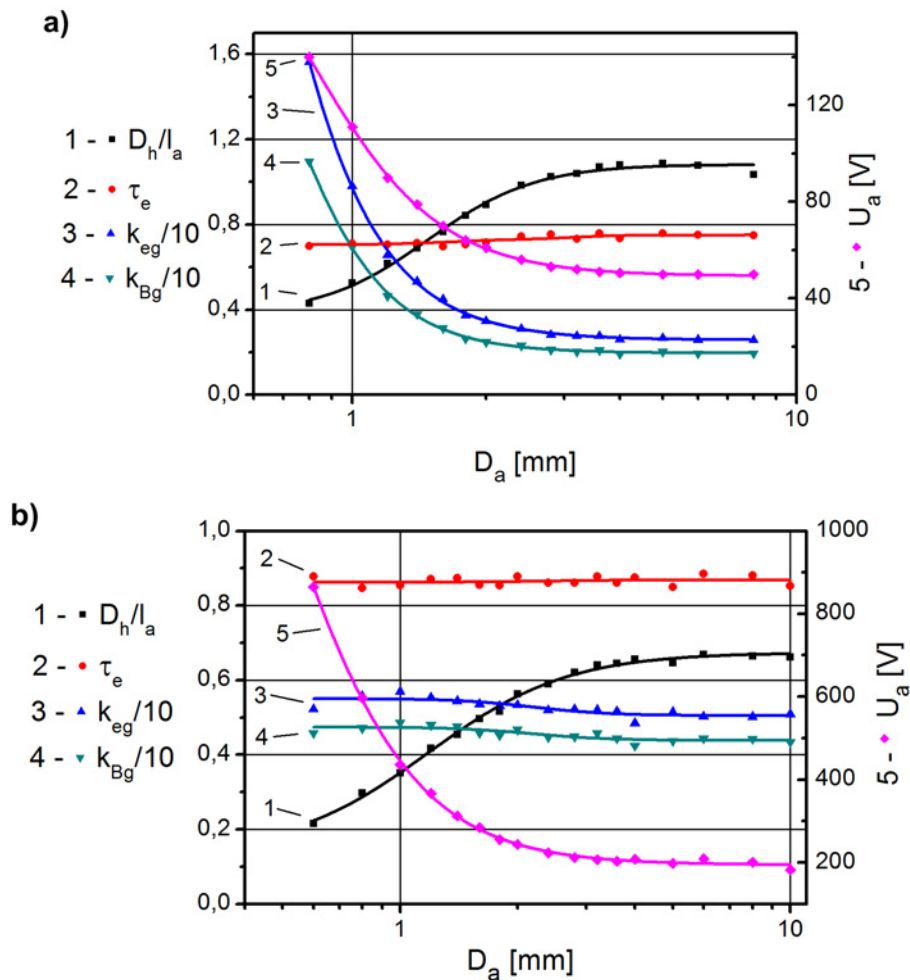 a)
1,6
1,2
0,8
0,4
0,0
5
3
4
2
1
120
80
40
0
1 - D_h/l_a
2 - τ_e
3 - k_eg/10
4 - k_Bg/10
5 - U_a [V]
1
10
D_a [mm]
b)
1,0
0,8
0,6
0,4
0,2
0,0
2
5
3
4
1
1000
800
600
400
200
1 - D_h/l_a
2 - τ_e
3 - k_eg/10
4 - k_Bg/10
5 - U_a [V]
1
10
D_a [mm]